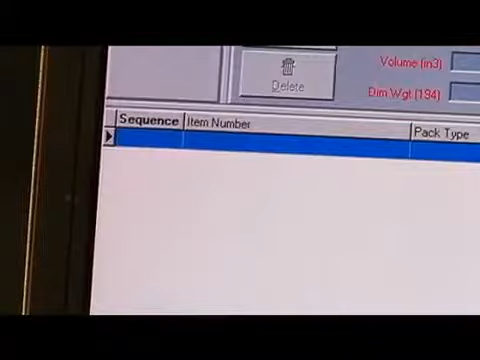 Volume (in3)
Delete
Dim Wgt (194)
Sequence Item Number Pack Type